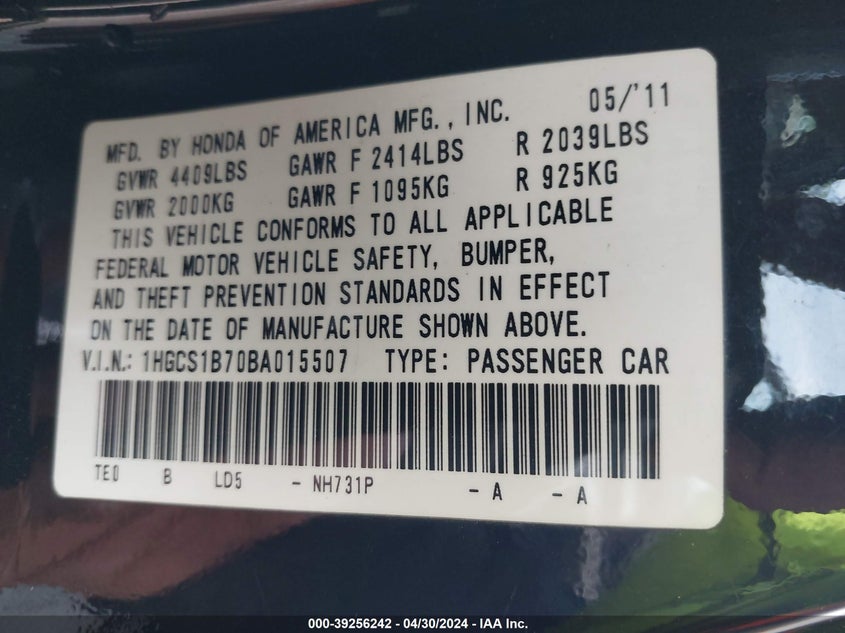 MFD. BY HONDA OF AMERICA MFG., INC. 05/'11
GVWR 4409LBS GAWR F 2414LBS R 2039LBS
GVWR 2000KG GAWR F 1095KG R 925KG
THIS VEHICLE CONFORMS TO ALL APPLICABLE
FEDERAL MOTOR VEHICLE SAFETY, BUMPER,
AND THEFT PREVENTION STANDARDS IN EFFECT
ON THE DATE OF MANUFACTURE SHOWN ABOVE.
V.I.N.: 1HGCS1B70BA015507 TYPE: PASSENGER CAR
TE0 B LD5 - NH731P - A - A
000-39256242 - 04/30/2024 - IAA Inc.